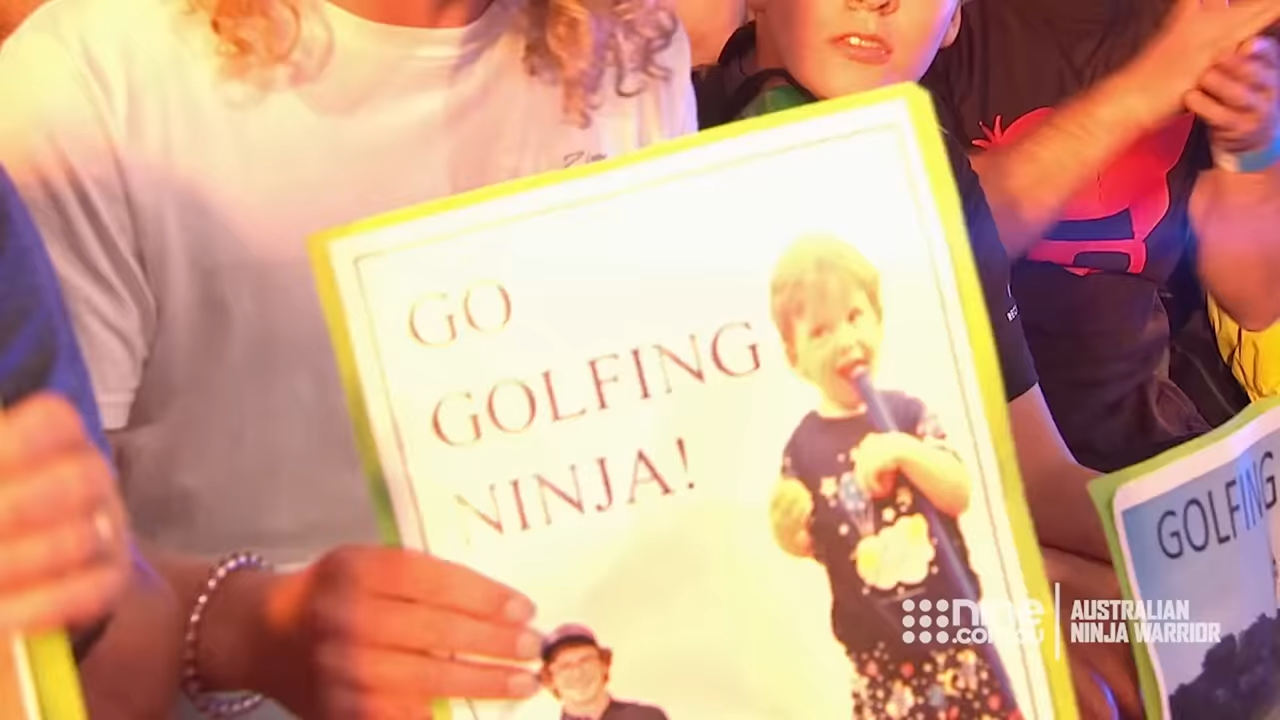 GO
GOLFING
NINJA!
GOLFING
nine
.com.au
AUSTRALIAN
NINJA WARRIOR